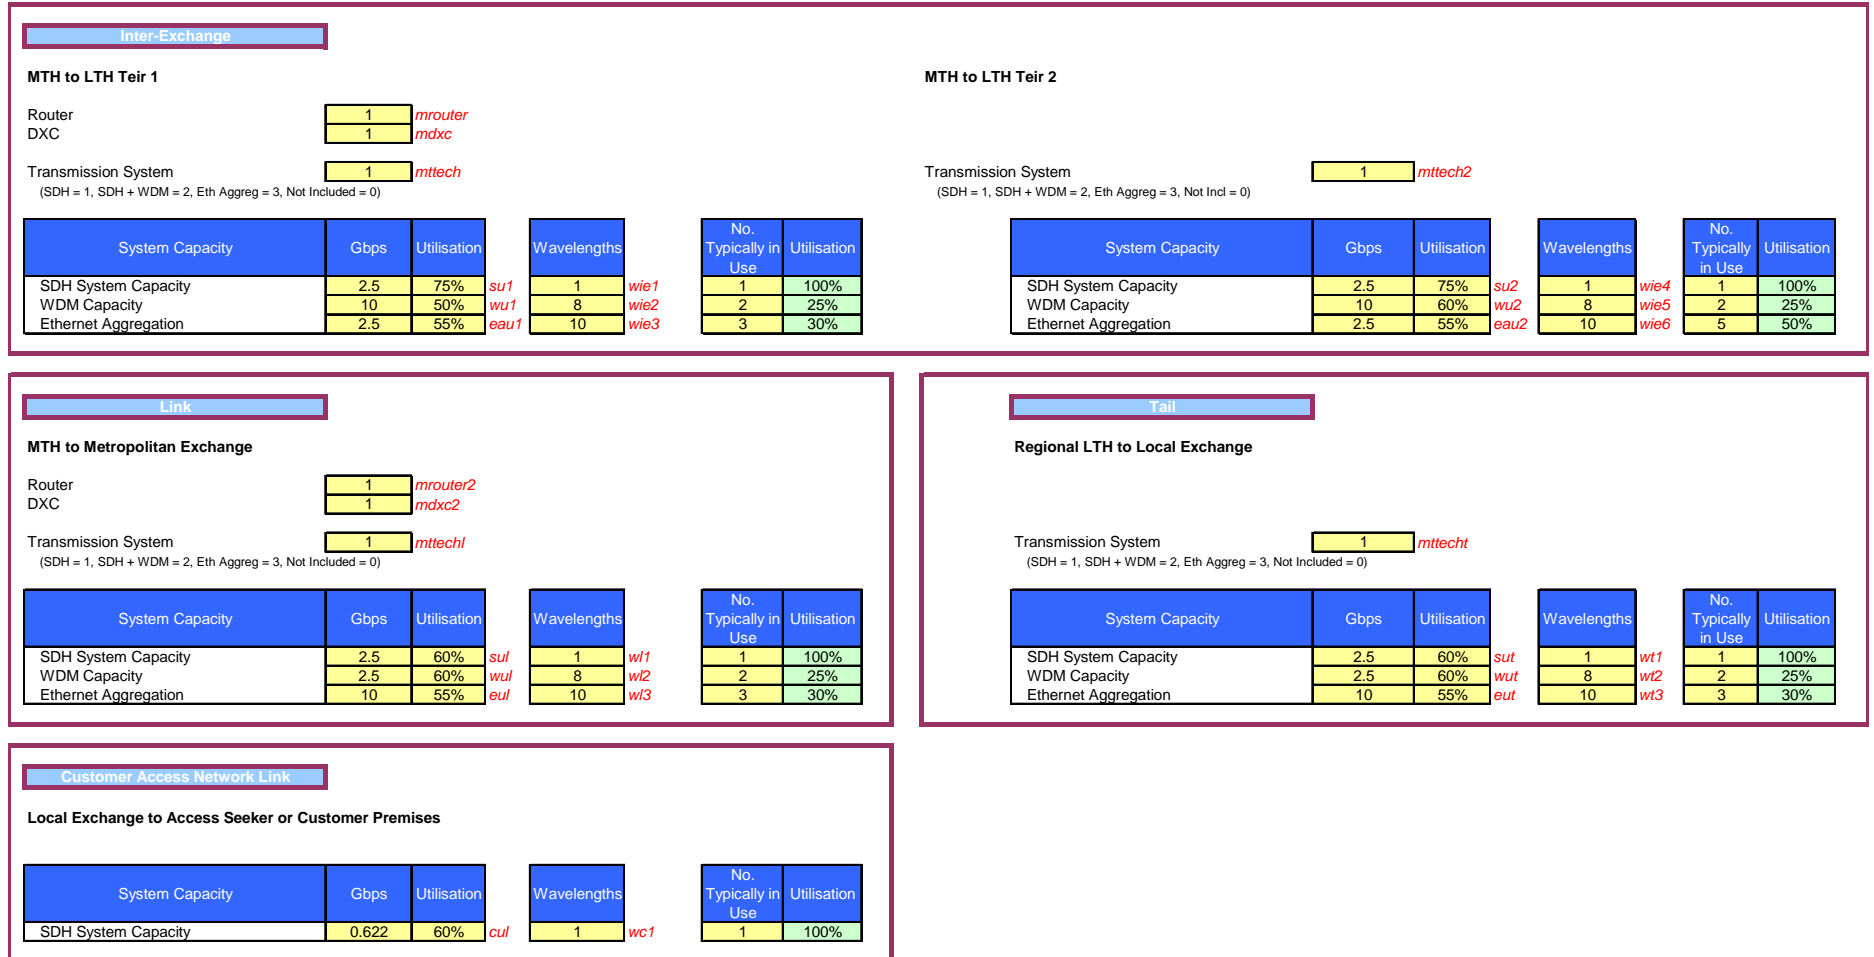 Inter-Exchange
MTH to LTH Teir 1
MTH to LTH Teir 2
Router 1 mrouter
DXC 1 mdxc
Transmission System 1 mttech
(SDH = 1, SDH + WDM = 2, Eth Aggreg = 3, Not Included = 0)
Transmission System 1 mttech2
(SDH = 1, SDH + WDM = 2, Eth Aggreg = 3, Not Incl = 0)
System Capacity Gbps Utilisation Wavelengths No. Typically in Use Utilisation
SDH System Capacity 2.5 75% su1 1 wie1 1 100%
WDM Capacity 10 50% wu1 8 wie2 2 25%
Ethernet Aggregation 2.5 55% eau1 10 wie3 3 30%
System Capacity Gbps Utilisation Wavelengths No. Typically in Use Utilisation
SDH System Capacity 2.5 75% su2 1 wie4 1 100%
WDM Capacity 10 60% wu2 8 wie5 2 25%
Ethernet Aggregation 2.5 55% eau2 10 wie6 5 50%
Link
MTH to Metropolitan Exchange
Router 1 mrouter2
DXC 1 mdxc2
Transmission System 1 mttechl
(SDH = 1, SDH + WDM = 2, Eth Aggreg = 3, Not Included = 0)
System Capacity Gbps Utilisation Wavelengths No. Typically in Use Utilisation
SDH System Capacity 2.5 60% sul 1 wl1 1 100%
WDM Capacity 2.5 60% wul 8 wl2 2 25%
Ethernet Aggregation 10 55% eul 10 wl3 3 30%
Tail
Regional LTH to Local Exchange
Transmission System 1 mttecht
(SDH = 1, SDH + WDM = 2, Eth Aggreg = 3, Not Included = 0)
System Capacity Gbps Utilisation Wavelengths No. Typically in Use Utilisation
SDH System Capacity 2.5 60% sut 1 wt1 1 100%
WDM Capacity 2.5 60% wut 8 wt2 2 25%
Ethernet Aggregation 10 55% eut 10 wt3 3 30%
Customer Access Network Link
Local Exchange to Access Seeker or Customer Premises
System Capacity Gbps Utilisation Wavelengths No. Typically in Use Utilisation
SDH System Capacity 0.622 60% cul 1 wc1 1 100%